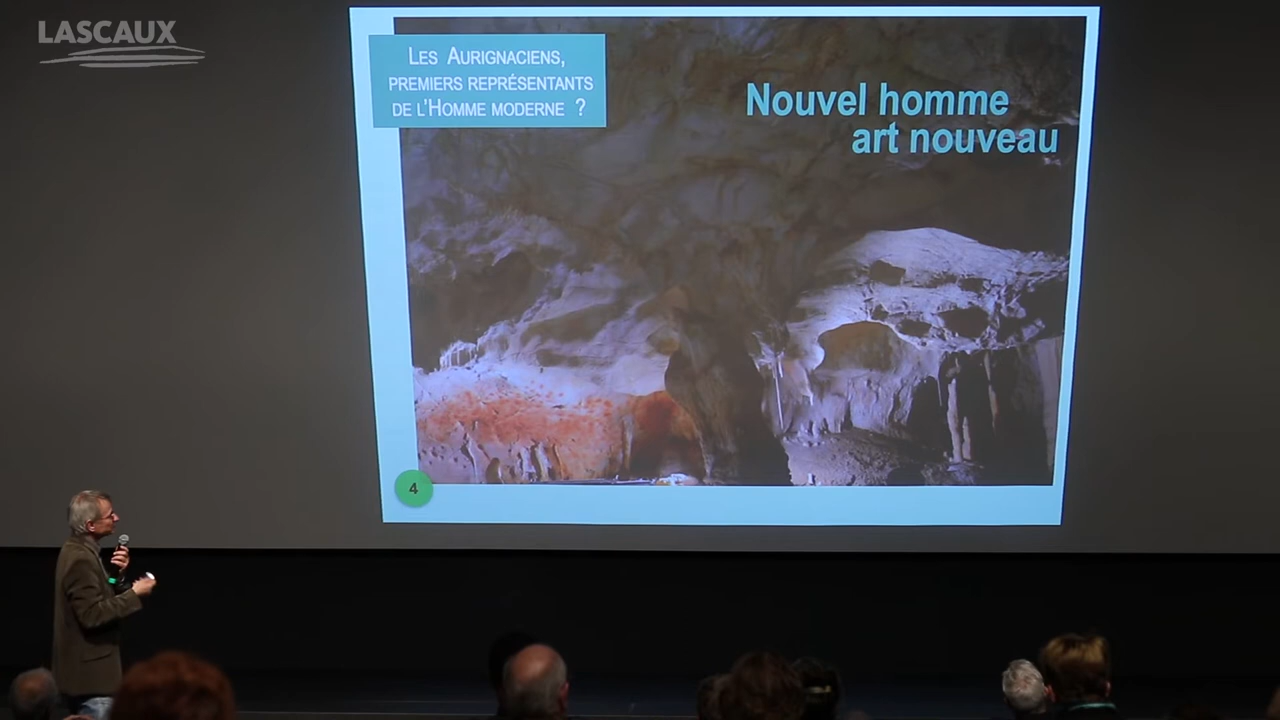 LASCAUX
Les Aurignaciens,
premiers représentants
de l'Homme moderne ?
Nouvel homme
art nouveau
4